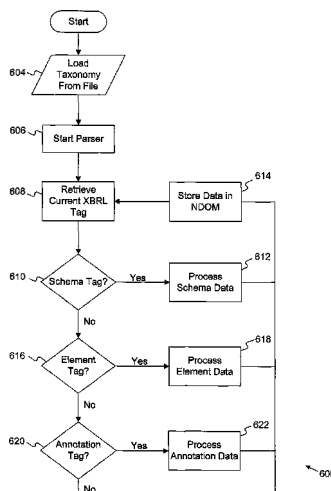 Start
604
Load
Taxonomy
From File
606
Start Parser
608
Retrieve
Current XBRL
Tag
614
Store Data in
NDOM
610
Schema Tag?
Yes
612
Process
Schema Data
No
616
Element
Tag?
Yes
618
Process
Element Data
No
620
Annotation
Tag?
Yes
622
Process
Annotation Data
No